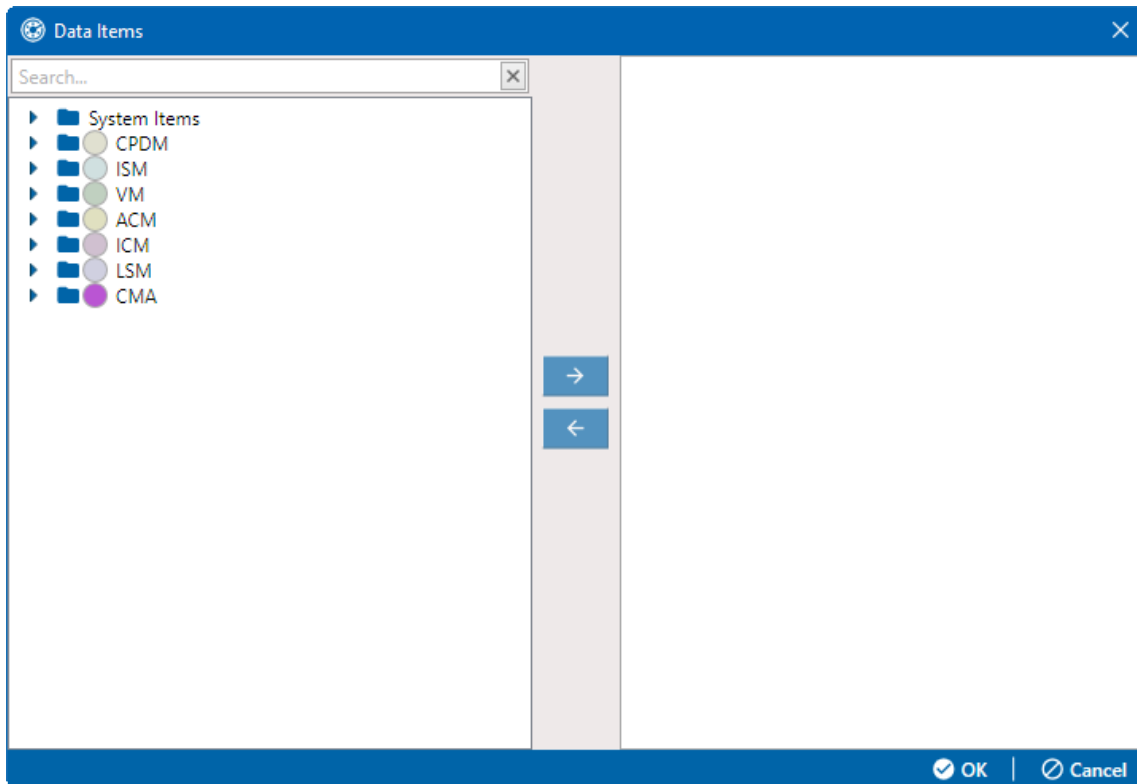 Data Items
Search...
System Items
CPDM
ISM
VM
ACM
ICM
LSM
CMA
OK
Cancel